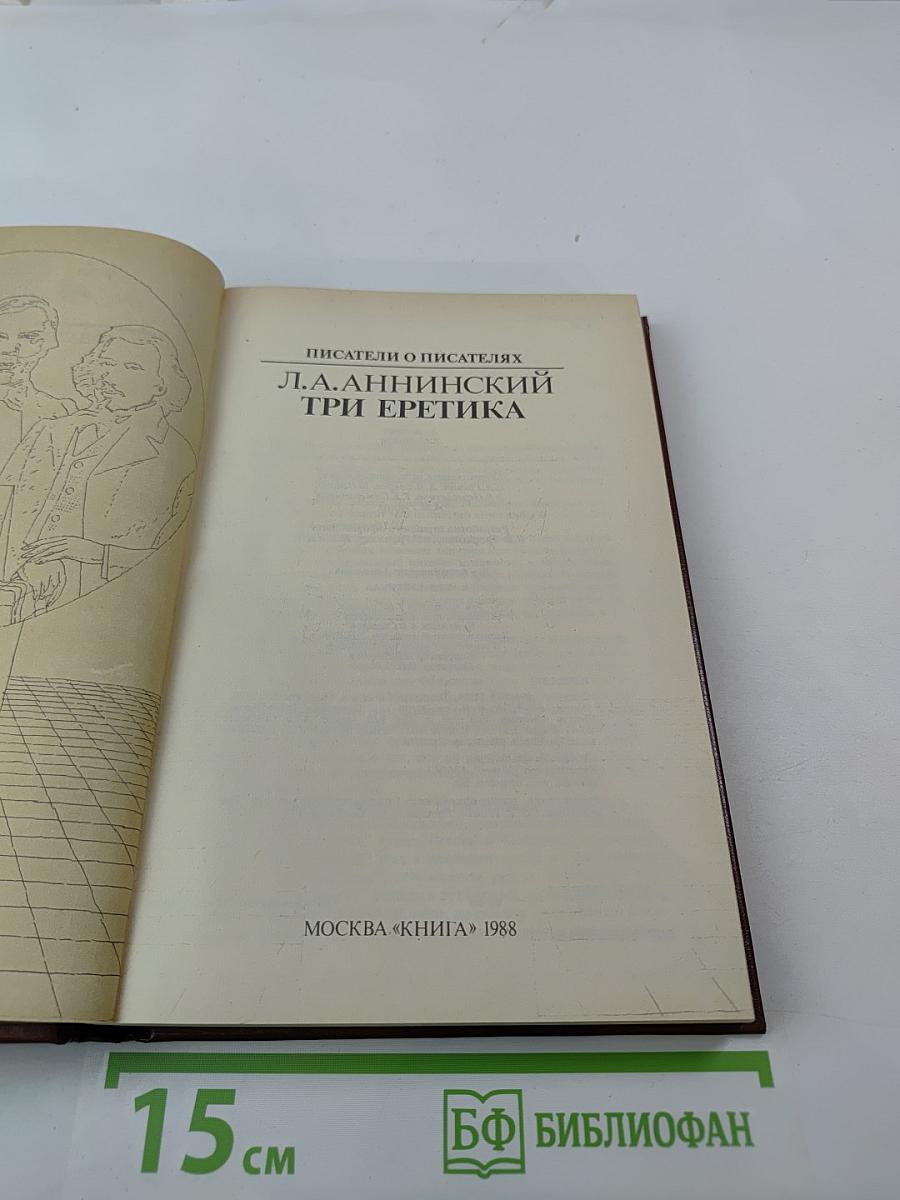 ПИСАТЕЛИ О ПИСАТЕЛЯХ
Л.А.АННИНСКИЙ
ТРИ ЕРЕТИКА
МОСКВА «КНИГА» 1988
15 см
БФ БИБЛИОФАН